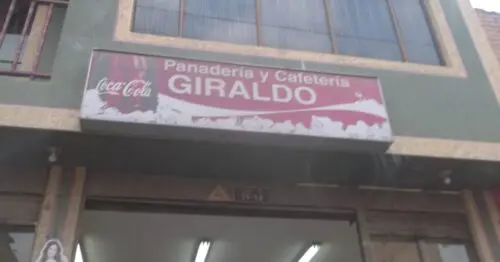 Panadería y Cafetería
GIRALDO
Coca-Cola